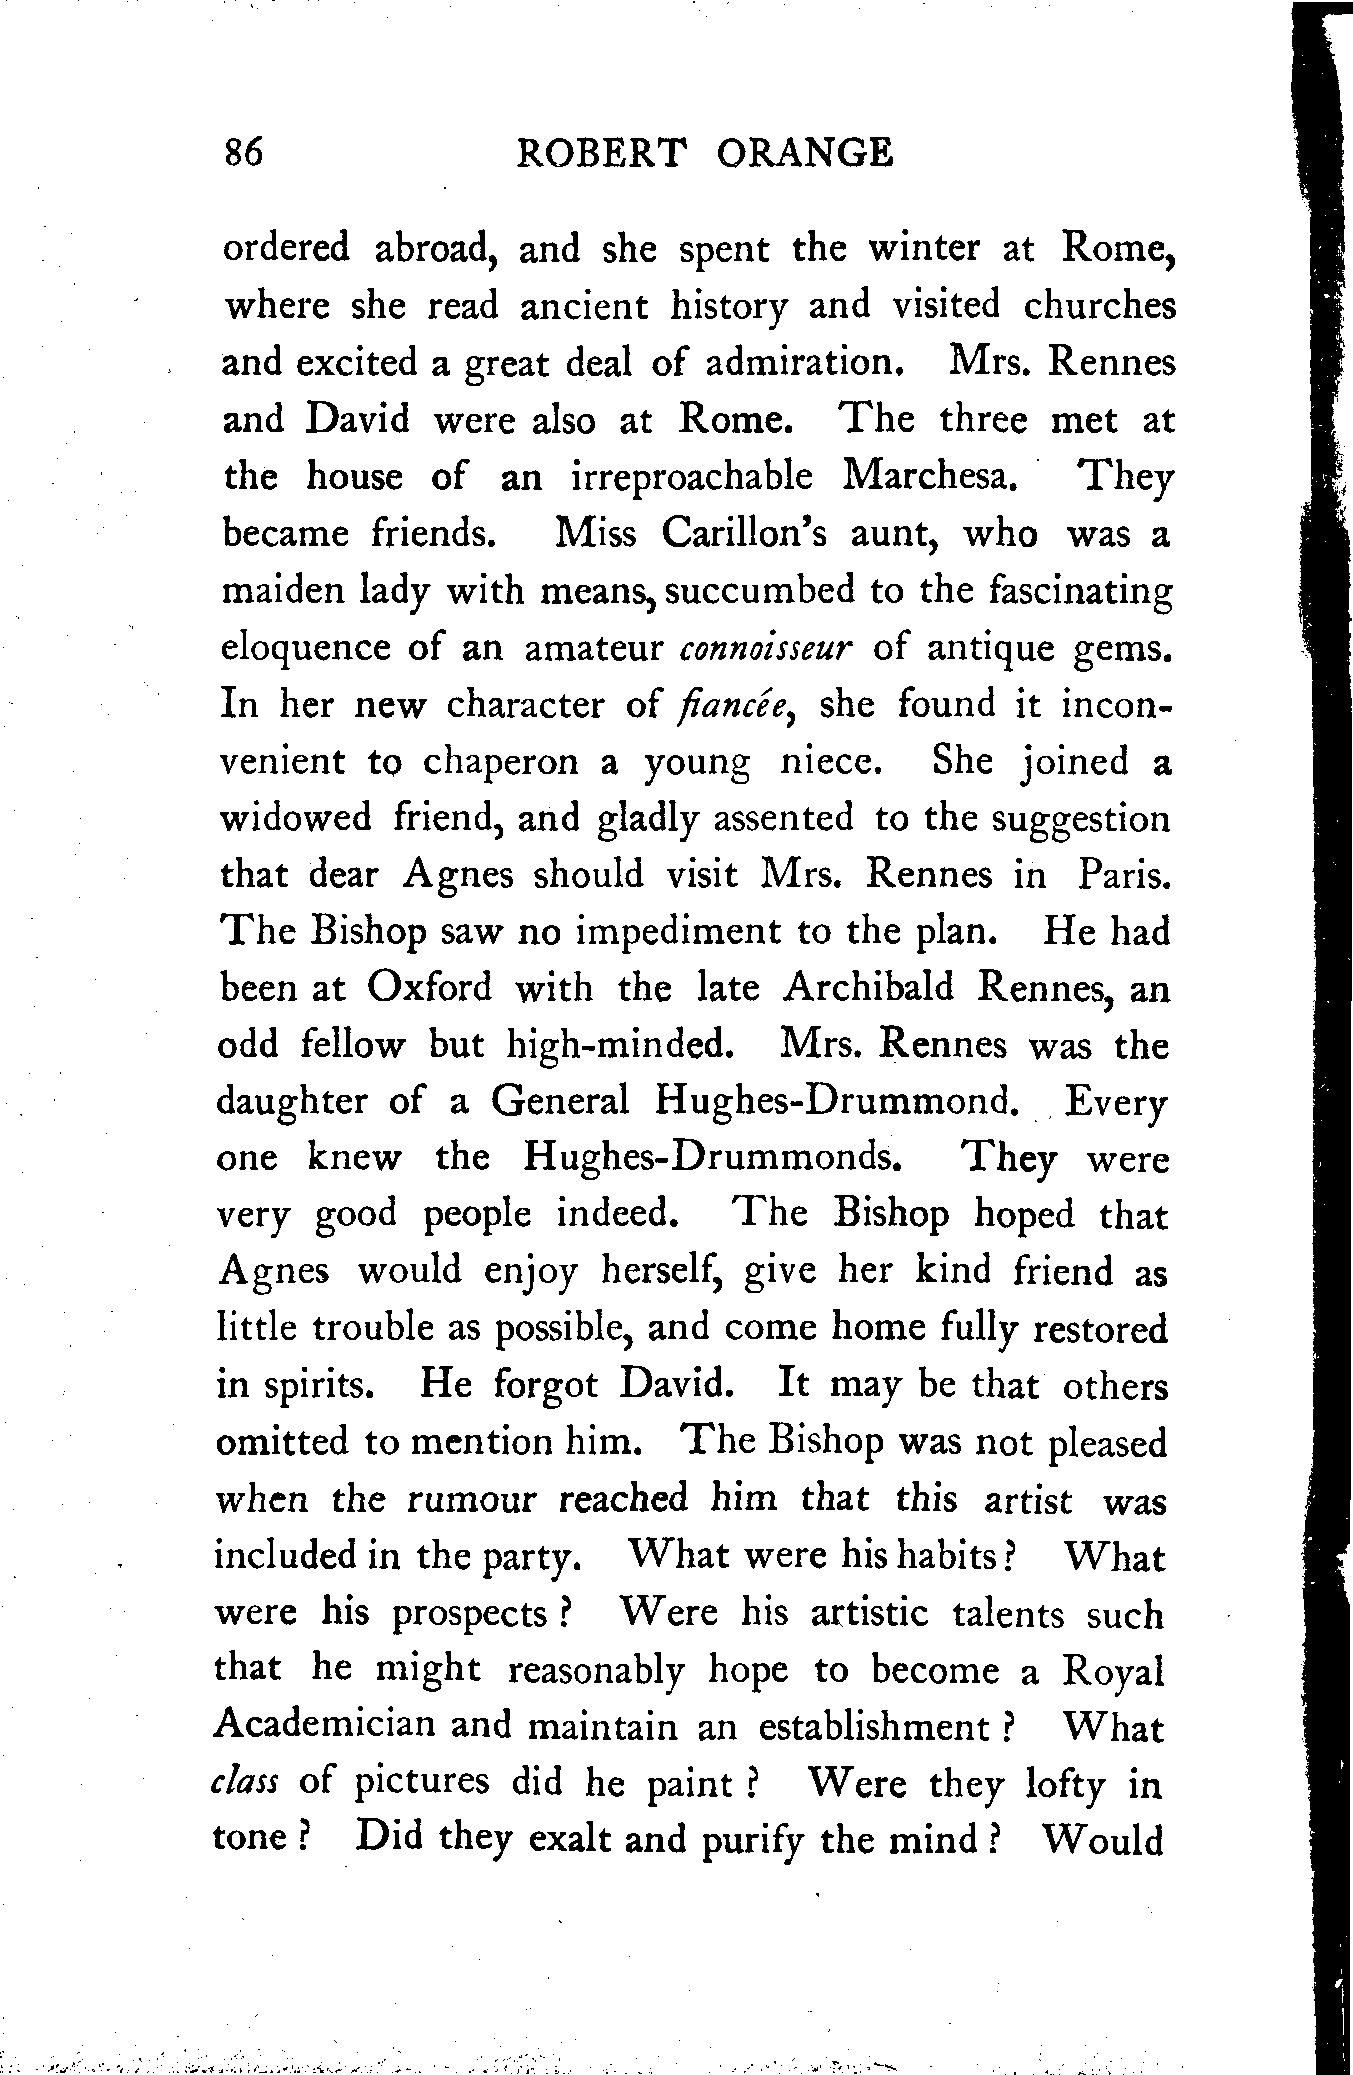 86 ROBERT ORANGE
ordered abroad, and she spent the winter at Rome,
where she read ancient history and visited churches
and excited a great deal of admiration. Mrs. Rennes
and David were also at Rome. The three met at
the house of an irreproachable Marchesa. They
became friends. Miss Carillon's aunt, who was a
maiden lady with means, succumbed to the fascinating
eloquence of an amateur connoisseur of antique gems.
In her new character of fiancée, she found it incon-
venient to chaperon a young niece. She joined a
widowed friend, and gladly assented to the suggestion
that dear Agnes should visit Mrs. Rennes in Paris.
The Bishop saw no impediment to the plan. He had
been at Oxford with the late Archibald Rennes, an
odd fellow but high-minded. Mrs. Rennes was the
daughter of a General Hughes-Drummond. Every
one knew the Hughes-Drummonds. They were
very good people indeed. The Bishop hoped that
Agnes would enjoy herself, give her kind friend as
little trouble as possible, and come home fully restored
in spirits. He forgot David. It may be that others
omitted to mention him. The Bishop was not pleased
when the rumour reached him that this artist was
included in the party. What were his habits? What
were his prospects? Were his artistic talents such
that he might reasonably hope to become a Royal
Academician and maintain an establishment? What
class of pictures did he paint? Were they lofty in
tone? Did they exalt and purify the mind? Would